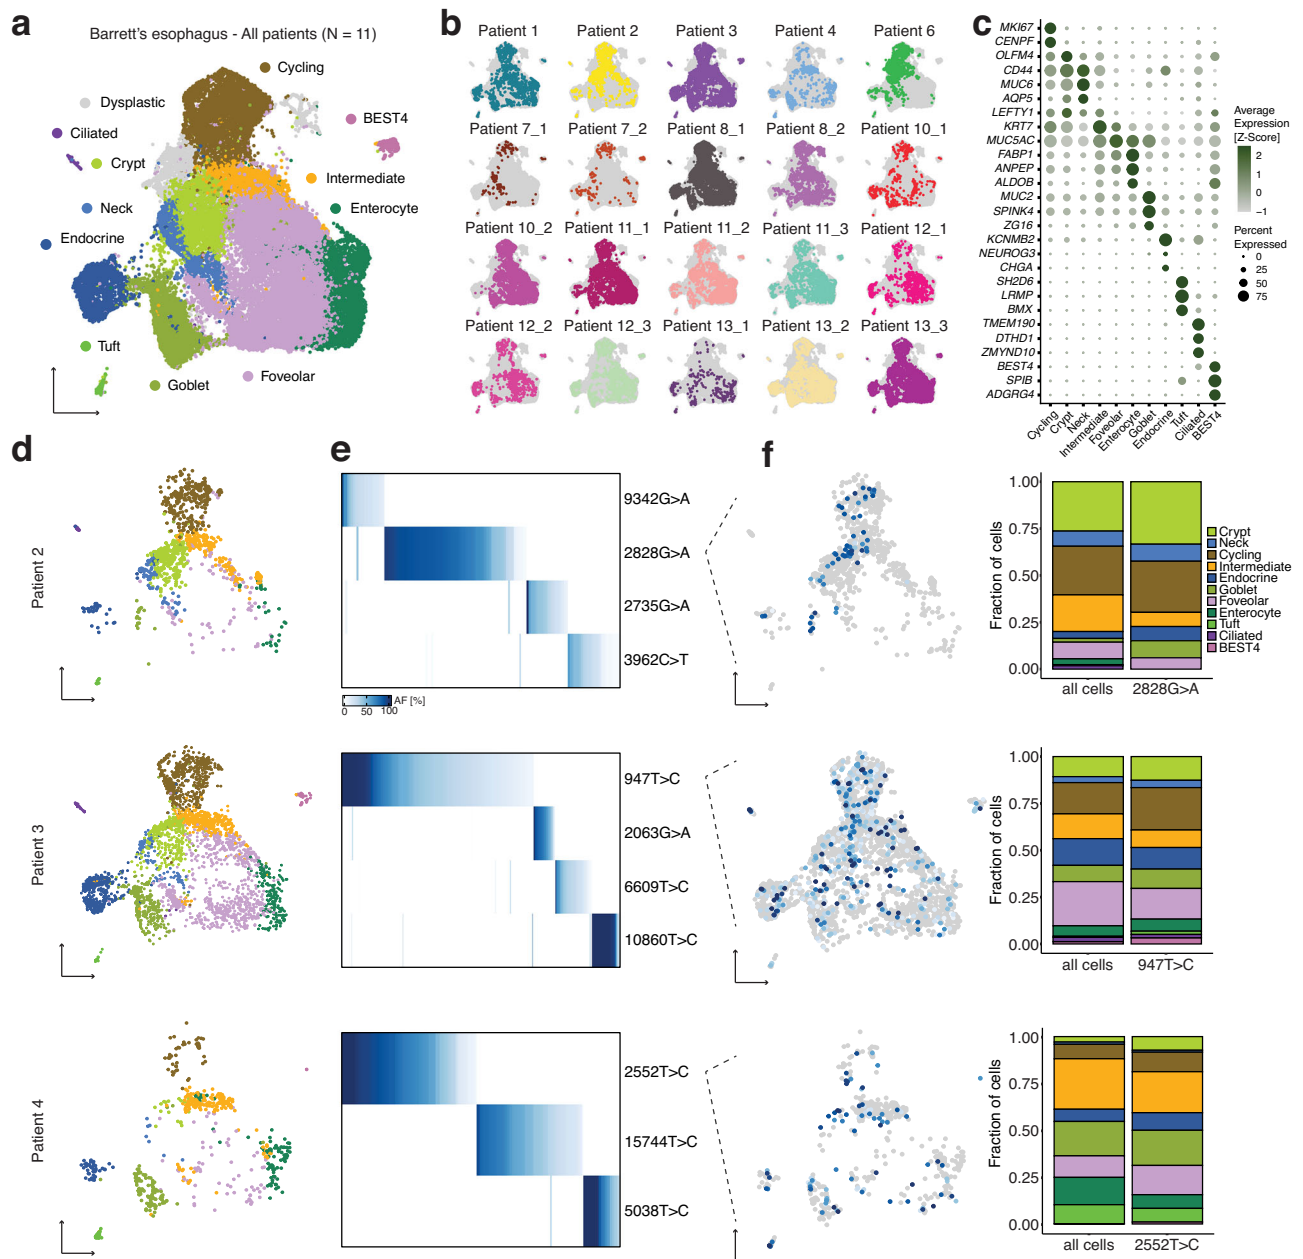 a
Barrett's esophagus - All patients (N = 11)
Cycling
Dysplastic
Ciliated
BEST4
Crypt
Intermediate
Neck
Enterocyte
Endocrine
Tuft
Goblet
Foveolar
b
Patient 1
Patient 2
Patient 3
Patient 4
Patient 6
Patient 7_1
Patient 7_2
Patient 8_1
Patient 8_2
Patient 10_1
Patient 10_2
Patient 11_1
Patient 11_2
Patient 11_3
Patient 12_1
Patient 12_2
Patient 12_3
Patient 13_1
Patient 13_2
Patient 13_3
c
MKI67
CENPF
OLFM4
CD44
MUC6
AQP5
LEFTY1
KRT7
MUC5AC
FABP1
ANPEP
ALDOB
MUC2
SPINK4
ZG16
KCNMB2
NEUROG3
CHGA
SH2D6
LRMP
BMX
TMEM190
DTHD1
ZMYND10
BEST4
SPIB
ADGRG4
Cycling
Crypt
Neck
Intermediate
Foveolar
Enterocyte
Goblet
Endocrine
Tuft
Ciliated
BEST4
Average
Expression
[Z-Score]
2
1
0
−1
Percent
Expressed
0
25
50
75
d
Patient 2
Patient 3
Patient 4
e
9342G>A
2828G>A
2735G>A
3962C>T
AF [%]
0 50 100
947T>C
2063G>A
6609T>C
10860T>C
2552T>C
15744T>C
5038T>C
f
Fraction of cells
1.00
0.75
0.50
0.25
0.00
all cells
2828G>A
Crypt
Neck
Cycling
Intermediate
Endocrine
Goblet
Foveolar
Enterocyte
Tuft
Ciliated
BEST4
Fraction of cells
1.00
0.75
0.50
0.25
0.00
all cells
947T>C
Fraction of cells
1.00
0.75
0.50
0.25
0.00
all cells
2552T>C